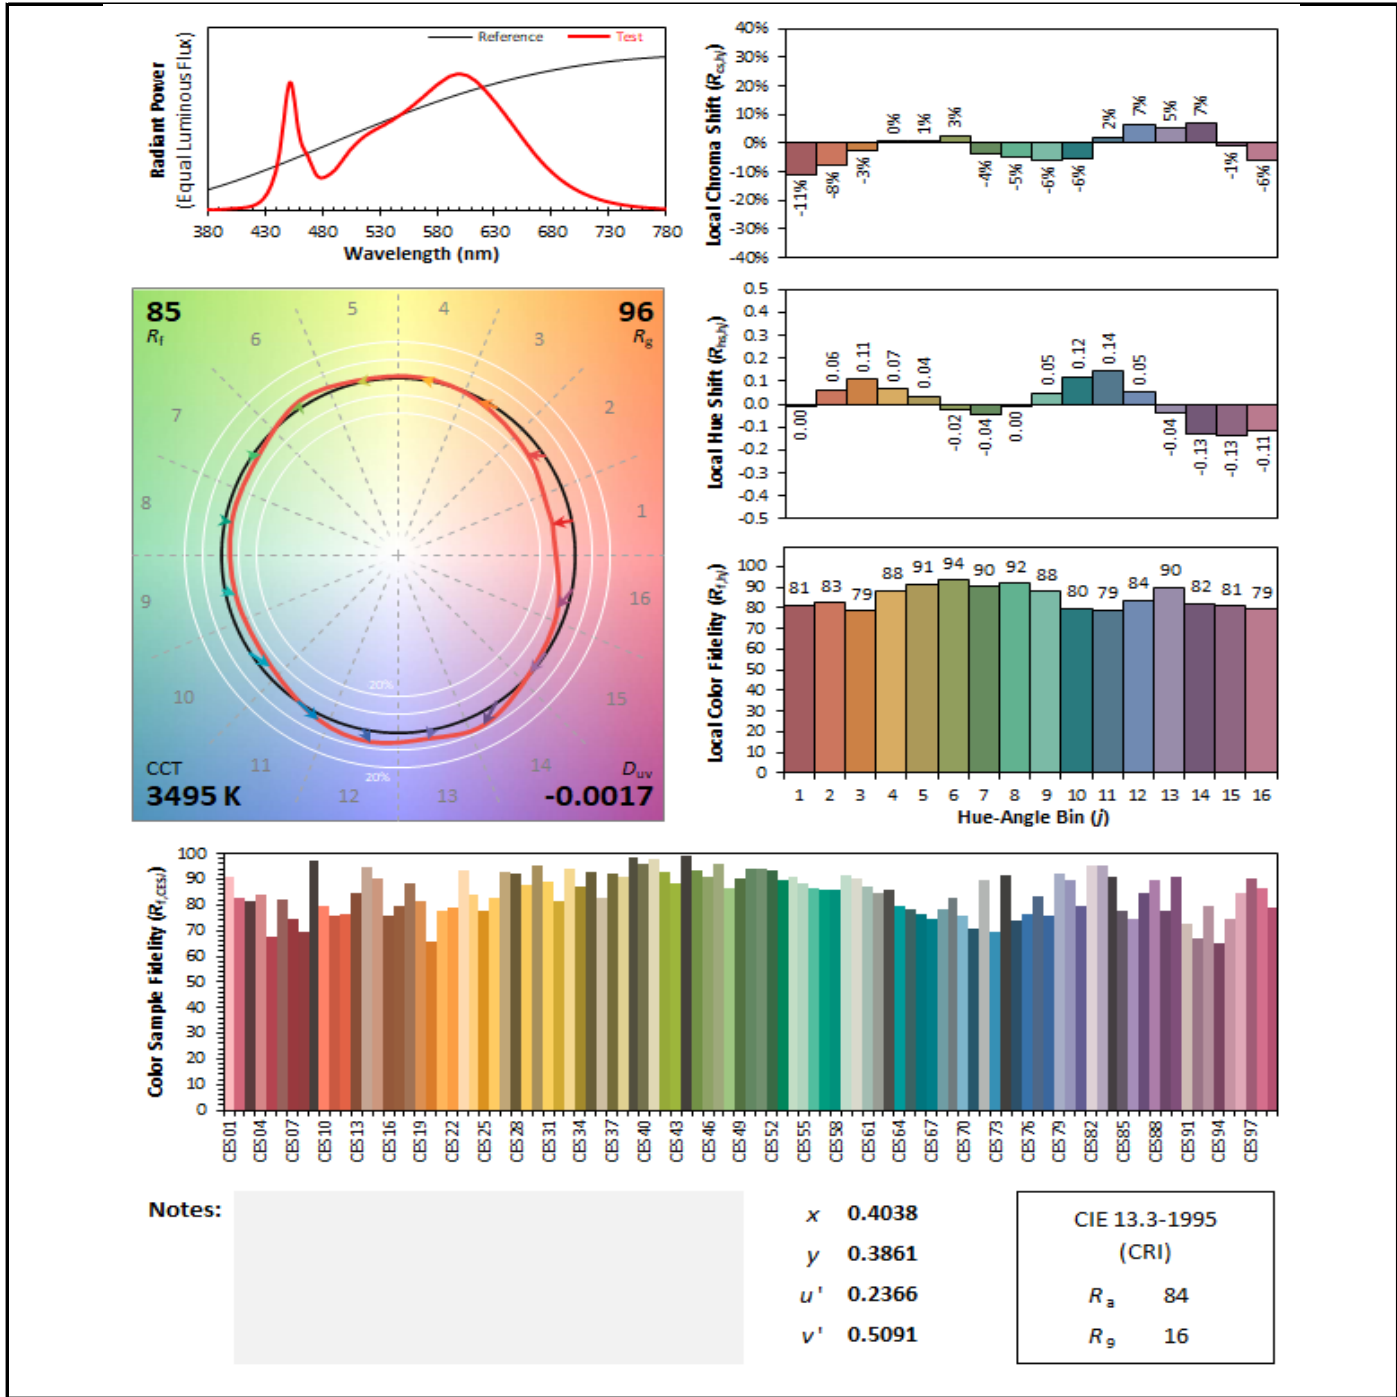 Radiant Power
(Equal Luminous Flux)
Reference
Test
380 430 480 530 580 630 680 730 780
Wavelength (nm)
Local Chroma Shift (Rcs,hj)
40%
30%
20%
10%
0%
-10%
-20%
-30%
-40%
-11% -8% -3% 0% 1% 3% -4% -5% -6% -6% 2% 7% 5% 7% -1% -6%
Local Hue Shift (Rhs,hj)
0.5
0.4
0.3
0.2
0.1
0.0
-0.1
-0.2
-0.3
-0.4
-0.5
0.00 0.06 0.11 0.07 0.04 -0.02 -0.04 0.00 0.05 0.12 0.14 0.05 -0.04 -0.13 -0.13 -0.11
85
Rf
96
Rg
5 4
6 3
7 2
8 1
9 16
10 15
11 14
12 13
20%
20%
CCT
3495 K
Duv
-0.0017
Local Color Fidelity (Rf,hj)
100
90
80
70
60
50
40
30
20
10
0
81 83 79 88 91 94 90 92 88 80 79 84 90 82 81 79
1 2 3 4 5 6 7 8 9 10 11 12 13 14 15 16
Hue-Angle Bin (j)
Color Sample Fidelity (Rf,CESi)
100
90
80
70
60
50
40
30
20
10
0
CES01 CES04 CES07 CES10 CES13 CES16 CES19 CES22 CES25 CES28 CES31 CES34 CES37 CES40 CES43 CES46 CES49 CES52 CES55 CES58 CES61 CES64 CES67 CES70 CES73 CES76 CES79 CES82 CES85 CES88 CES91 CES94 CES97
Notes:
x 0.4038
y 0.3861
u' 0.2366
v' 0.5091
CIE 13.3-1995
(CRI)
Ra 84
R9 16